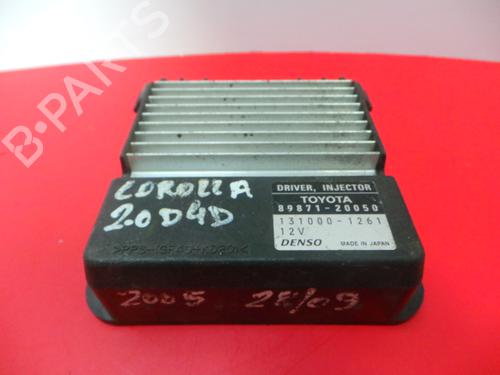 B-PARTS
COROLLA
2.0 D4D
DRIVER, INJECTOR
TOYOTA
89871-20050
131000-1261
12V
DENSO MADE IN JAPAN
2005 28/09